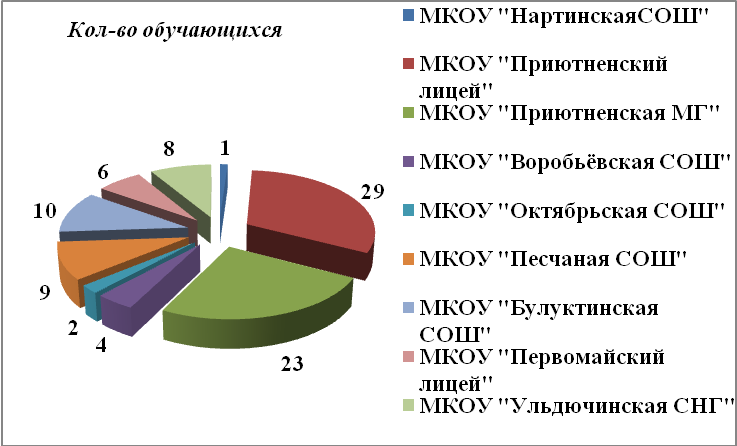 Кол-во обучающихся
1
29
23
4
2
9
10
6
8
МКОУ "НартинскаяСОШ"
МКОУ "Приютненский
лицей"
МКОУ "Приютненская МГ"
МКОУ "Воробьёвская СОШ"
МКОУ "Октябрьская СОШ"
МКОУ "Песчаная СОШ"
МКОУ "Булуктинская
СОШ"
МКОУ "Первомайский
лицей"
МКОУ "Ульдючинская СНГ"